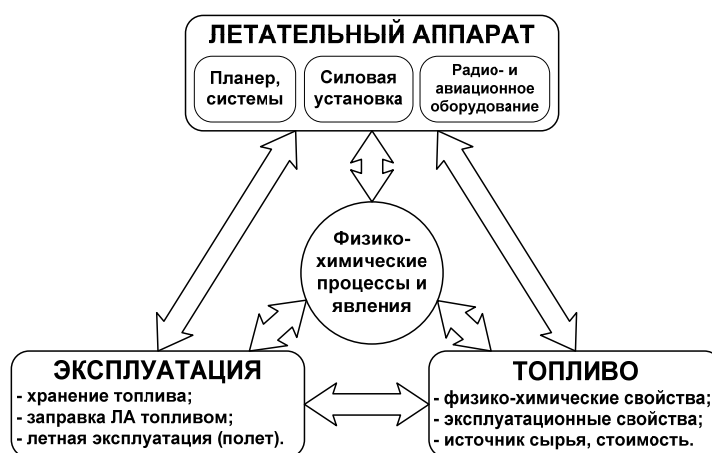 ЛЕТАТЕЛЬНЫЙ АППАРАТ
Планер,
системы
Силовая
установка
Радио- и
авиационное
оборудование
Физико-
химические
процессы и
явления
ЭКСПЛУАТАЦИЯ
- хранение топлива;
- заправка ЛА топливом;
- летная эксплуатация (полет).
ТОПЛИВО
- физико-химические свойства;
- эксплуатационные свойства;
- источник сырья, стоимость.